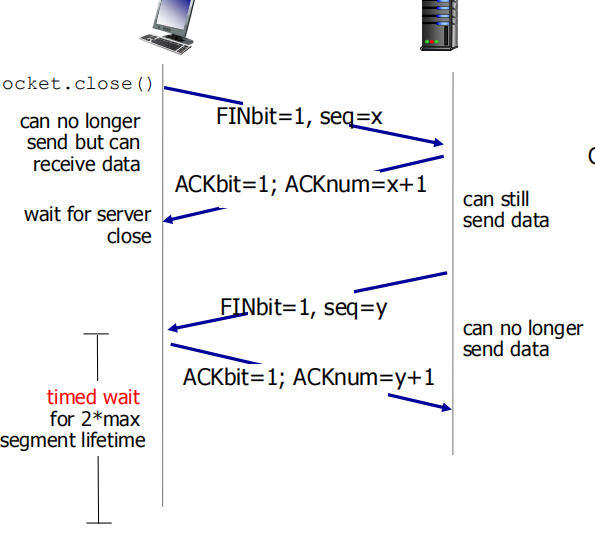 ocket.close()
FINbit=1, seq=x
can no longer
send but can
receive data
ACKbit=1; ACKnum=x+1
wait for server
close
can still
send data
FINbit=1, seq=y
can no longer
send data
ACKbit=1; ACKnum=y+1
timed wait
for 2*max
segment lifetime